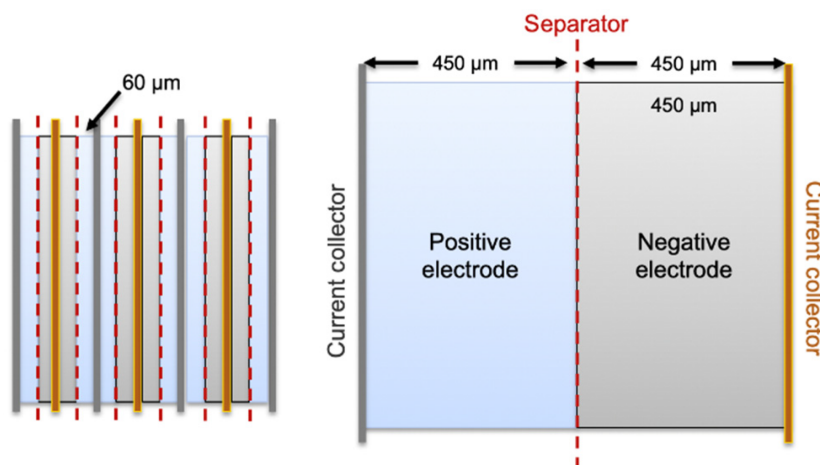 60 µm
Separator
450 µm
450 µm
450 µm
Current collector
Positive
electrode
Negative
electrode
Current collector